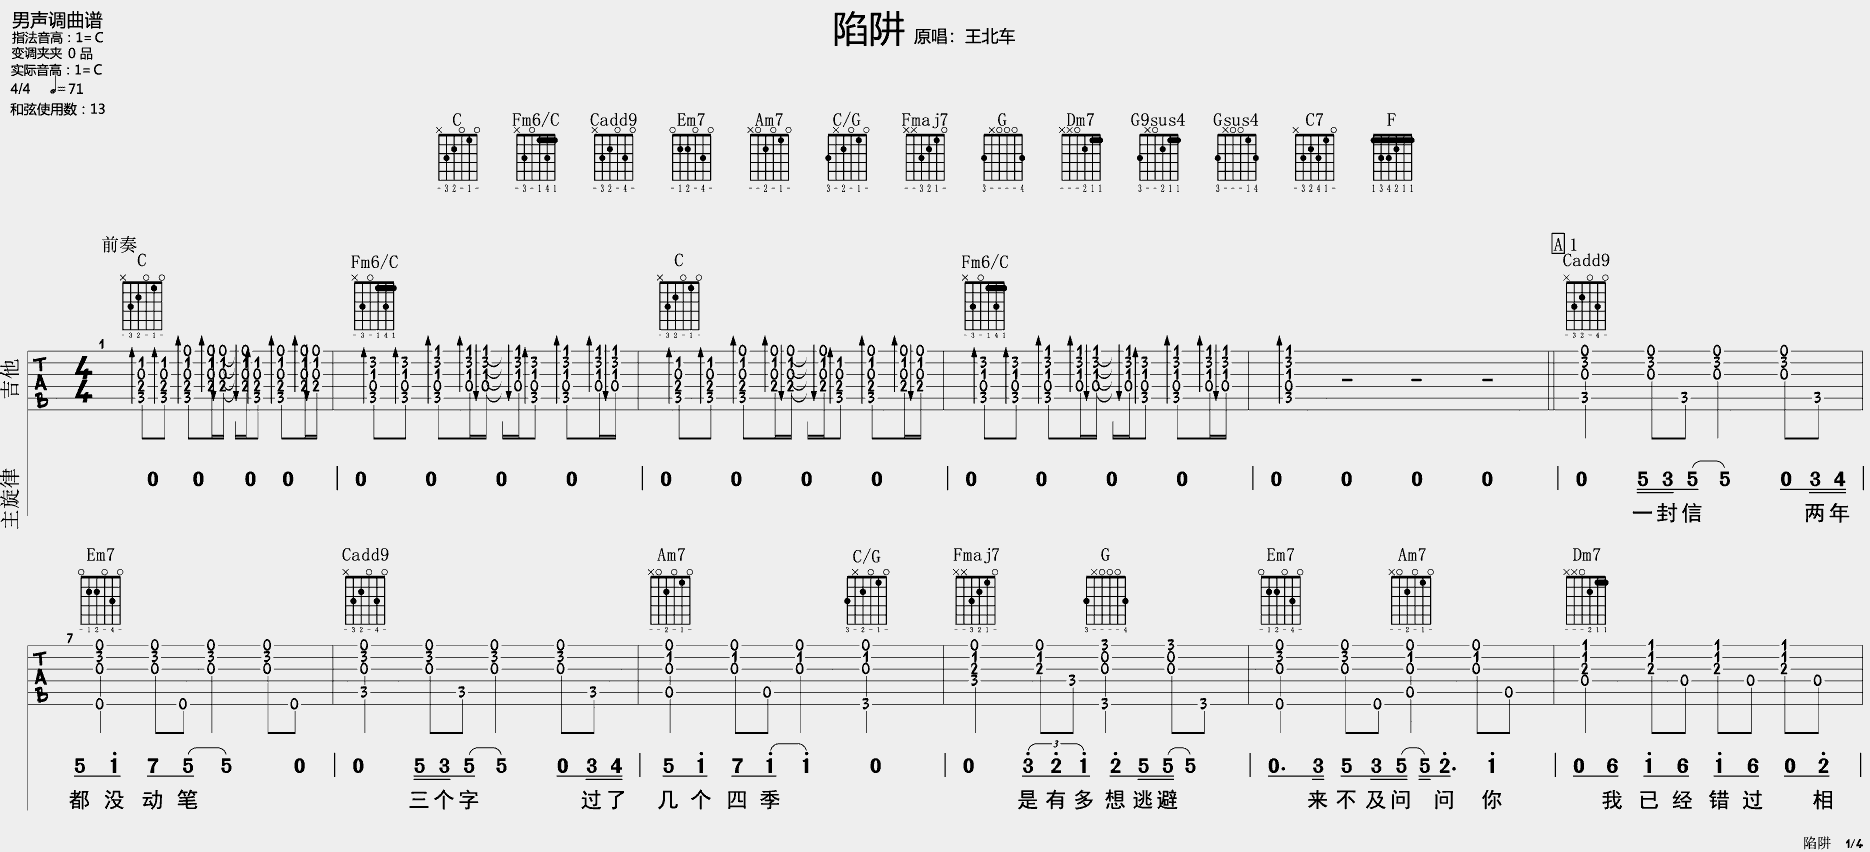 男声调曲谱
指法音高：1=C
变调夹夹 0 品
实际音高：1=C
4/4 ♩=71
和弦使用数：13
陷阱 原唱：王北车
C Fm6/C Cadd9 Em7 Am7 C/G Fmaj7 G Dm7 G9sus4 Gsus4 C7 F
前奏
A 1
C Fm6/C C Fm6/C Cadd9
吉他
主旋律
0 0 0 0 | 0 0 0 0 | 0 0 0 0 | 0 0 0 0 | 0 0 0 0 | 0 5 3 5 5 0 3 4 |
一封信 两年
Em7 Cadd9 Am7 C/G Fmaj7 G Em7 Am7 Dm7
7
5 1 7 5 5 0 | 0 5 3 5 5 0 3 4 | 5 1 7 1 1 0 | 0 3 2 1 2 5 5 5 | 0. 3 5 3 5 5 2. 1 | 0 6 1 6 1 6 0 2 |
都没动笔 三个字 过了 几个四季 是有多想逃避 来不及问问你 我已经错过 相
陷阱 1/4